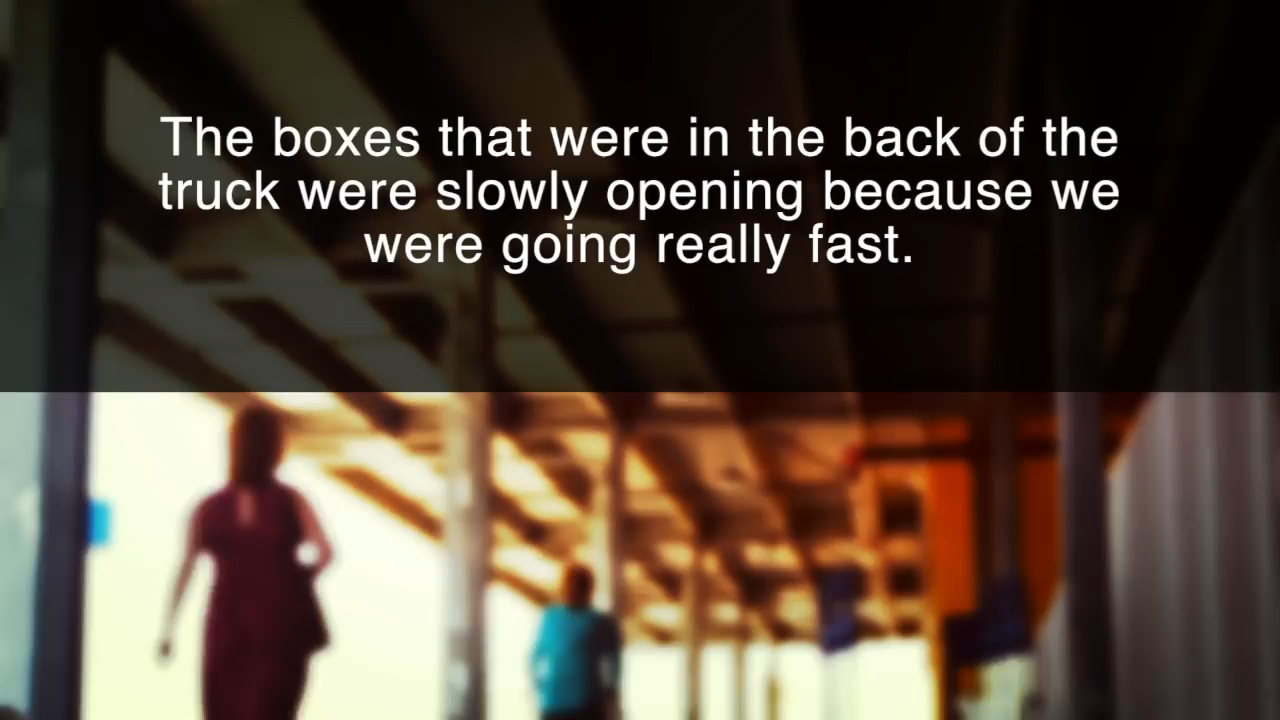 The boxes that were in the back of the
truck were slowly opening because we
were going really fast.